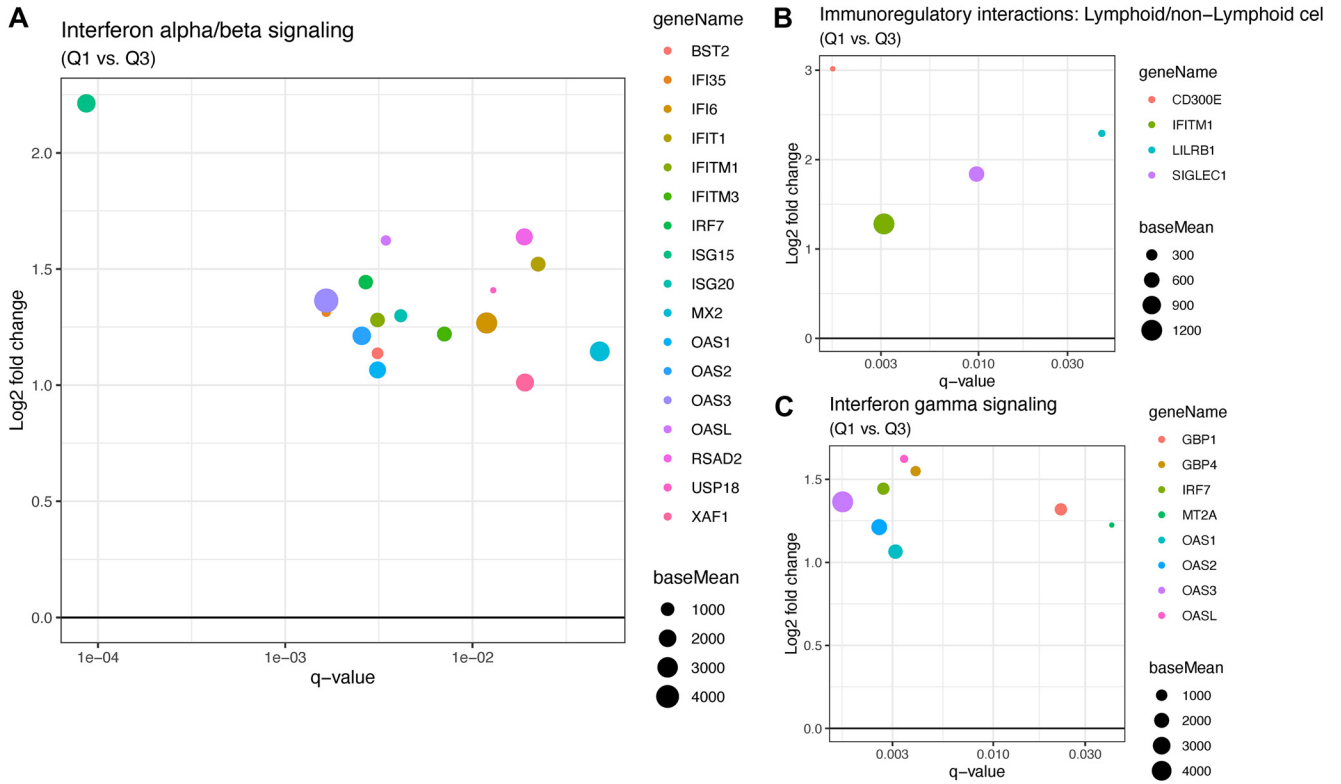 A
Interferon alpha/beta signaling
(Q1 vs. Q3)
Log2 fold change
2.0
1.5
1.0
0.5
0.0
1e−04
1e−03
1e−02
q−value
geneName
BST2
IFI35
IFI6
IFIT1
IFITM1
IFITM3
IRF7
ISG15
ISG20
MX2
OAS1
OAS2
OAS3
OASL
RSAD2
USP18
XAF1
baseMean
1000
2000
3000
4000
B
Immunoregulatory interactions: Lymphoid/non−Lymphoid cel
(Q1 vs. Q3)
Log2 fold change
3
2
1
0
0.003
0.010
0.030
q−value
geneName
CD300E
IFITM1
LILRB1
SIGLEC1
baseMean
300
600
900
1200
C
Interferon gamma signaling
(Q1 vs. Q3)
Log2 fold change
1.5
1.0
0.5
0.0
0.003
0.010
0.030
q−value
geneName
GBP1
GBP4
IRF7
MT2A
OAS1
OAS2
OAS3
OASL
baseMean
1000
2000
3000
4000